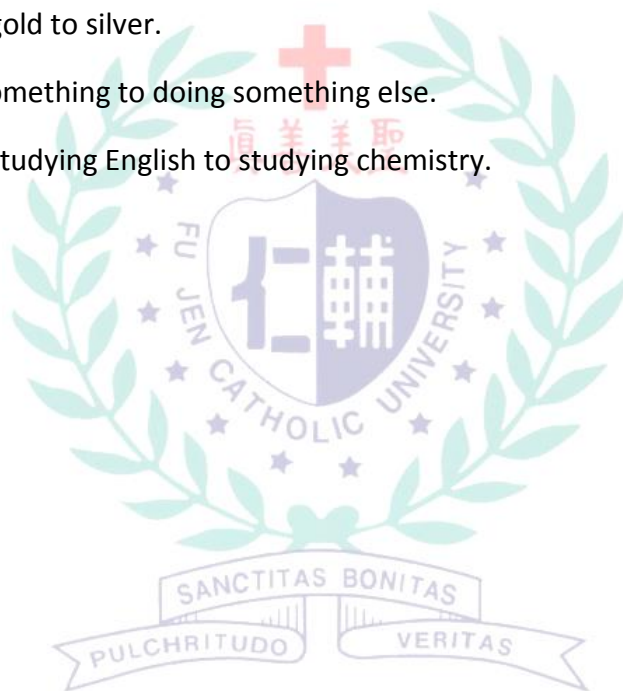 gold to silver.
omething to doing something else.
tudying English to studying chemistry.
真善美聖
FU JEN CATHOLIC UNIVERSITY
仁輔
SANCTITAS BONITAS
PULCHRITUDO VERITAS